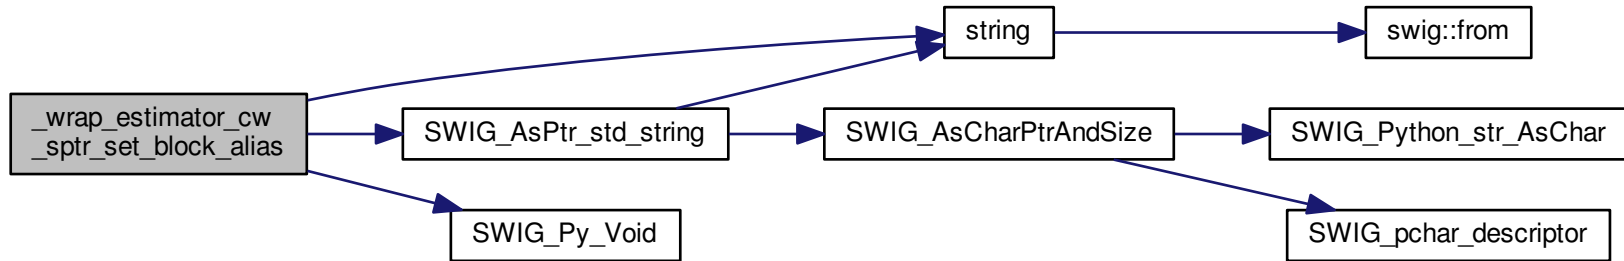 string
swig::from
_wrap_estimator_cw
_sptr_set_block_alias
SWIG_AsPtr_std_string
SWIG_AsCharPtrAndSize
SWIG_Python_str_AsChar
SWIG_Py_Void
SWIG_pchar_descriptor